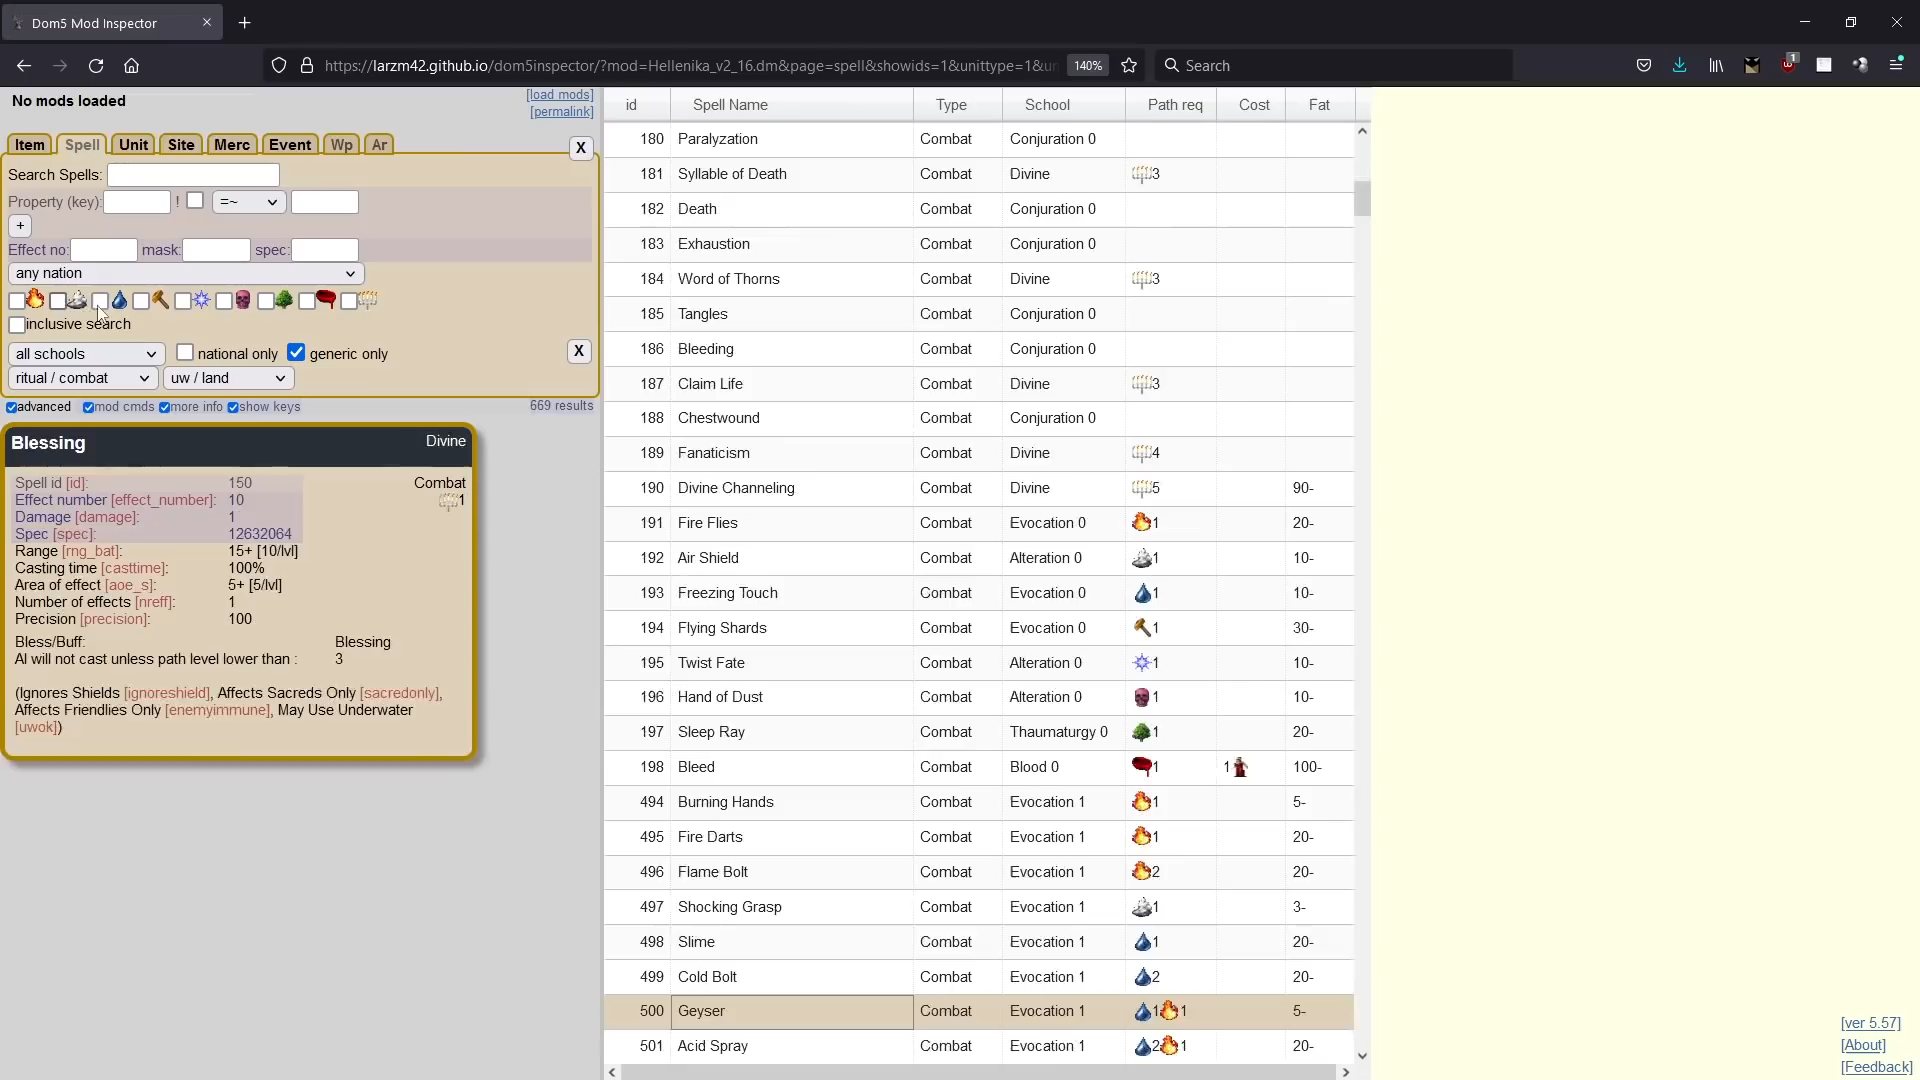 Dom5 Mod Inspector
https://larzm42.github.io/dom5inspector/?mod=Hellenika_v2_16.dm&page=spell&showids=1&unittype=1&un
140%
Search
1
No mods loaded
[load mods]
[permalink]
Item Spell Unit Site Merc Event Wp Ar
X
Search Spells:
Property (key): ! =~
+
Effect no: mask: spec:
any nation
inclusive search
all schools national only generic only X
ritual / combat uw / land
advanced mod cmds more info show keys 669 results
Blessing Divine
Spell id [id]: 150 Combat
Effect number [effect_number]: 10 1
Damage [damage]: 1
Spec [spec]: 12632064
Range [rng_bat]: 15+ [10/lvl]
Casting time [casttime]: 100%
Area of effect [aoe_s]: 5+ [5/lvl]
Number of effects [nreff]: 1
Precision [precision]: 100
Bless/Buff: Blessing
AI will not cast unless path level lower than : 3
(Ignores Shields [ignoreshield], Affects Sacreds Only [sacredonly],
Affects Friendlies Only [enemyimmune], May Use Underwater
[uwok])
id Spell Name Type School Path req Cost Fat
180 Paralyzation Combat Conjuration 0
181 Syllable of Death Combat Divine 3
182 Death Combat Conjuration 0
183 Exhaustion Combat Conjuration 0
184 Word of Thorns Combat Divine 3
185 Tangles Combat Conjuration 0
186 Bleeding Combat Conjuration 0
187 Claim Life Combat Divine 3
188 Chestwound Combat Conjuration 0
189 Fanaticism Combat Divine 4
190 Divine Channeling Combat Divine 5 90-
191 Fire Flies Combat Evocation 0 1 20-
192 Air Shield Combat Alteration 0 1 10-
193 Freezing Touch Combat Evocation 0 1 10-
194 Flying Shards Combat Evocation 0 1 30-
195 Twist Fate Combat Alteration 0 1 10-
196 Hand of Dust Combat Alteration 0 1 10-
197 Sleep Ray Combat Thaumaturgy 0 1 20-
198 Bleed Combat Blood 0 1 1 100-
494 Burning Hands Combat Evocation 1 1 5-
495 Fire Darts Combat Evocation 1 1 20-
496 Flame Bolt Combat Evocation 1 2 20-
497 Shocking Grasp Combat Evocation 1 1 3-
498 Slime Combat Evocation 1 1 20-
499 Cold Bolt Combat Evocation 1 2 20-
500 Geyser Combat Evocation 1 1 1 5-
501 Acid Spray Combat Evocation 1 2 1 20-
[ver 5.57]
[About]
[Feedback]